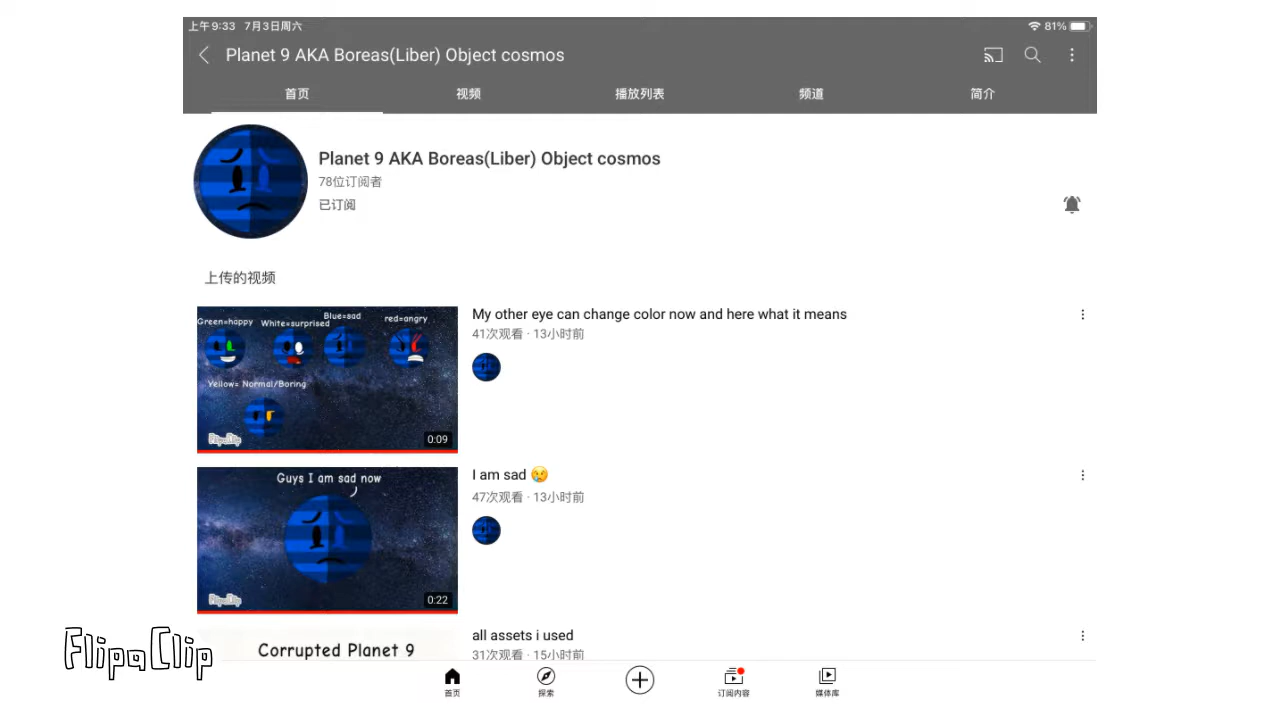 上午9:33 7月3日周六
81%
Planet 9 AKA Boreas(Liber) Object cosmos
首页 视频 播放列表 频道 简介
Planet 9 AKA Boreas(Liber) Object cosmos
78位订阅者
已订阅
上传的视频
Green=happy White=surprised Blue=sad red=angry
Yellow= Normal/Boring
FlipaClip
0:09
My other eye can change color now and here what it means
41次观看 · 13小时前
Guys I am sad now
FlipaClip
0:22
I am sad 😢
47次观看 · 13小时前
Corrupted Planet 9
all assets i used
31次观看 · 15小时前
FlipaClip
首页 探索 订阅内容 媒体库